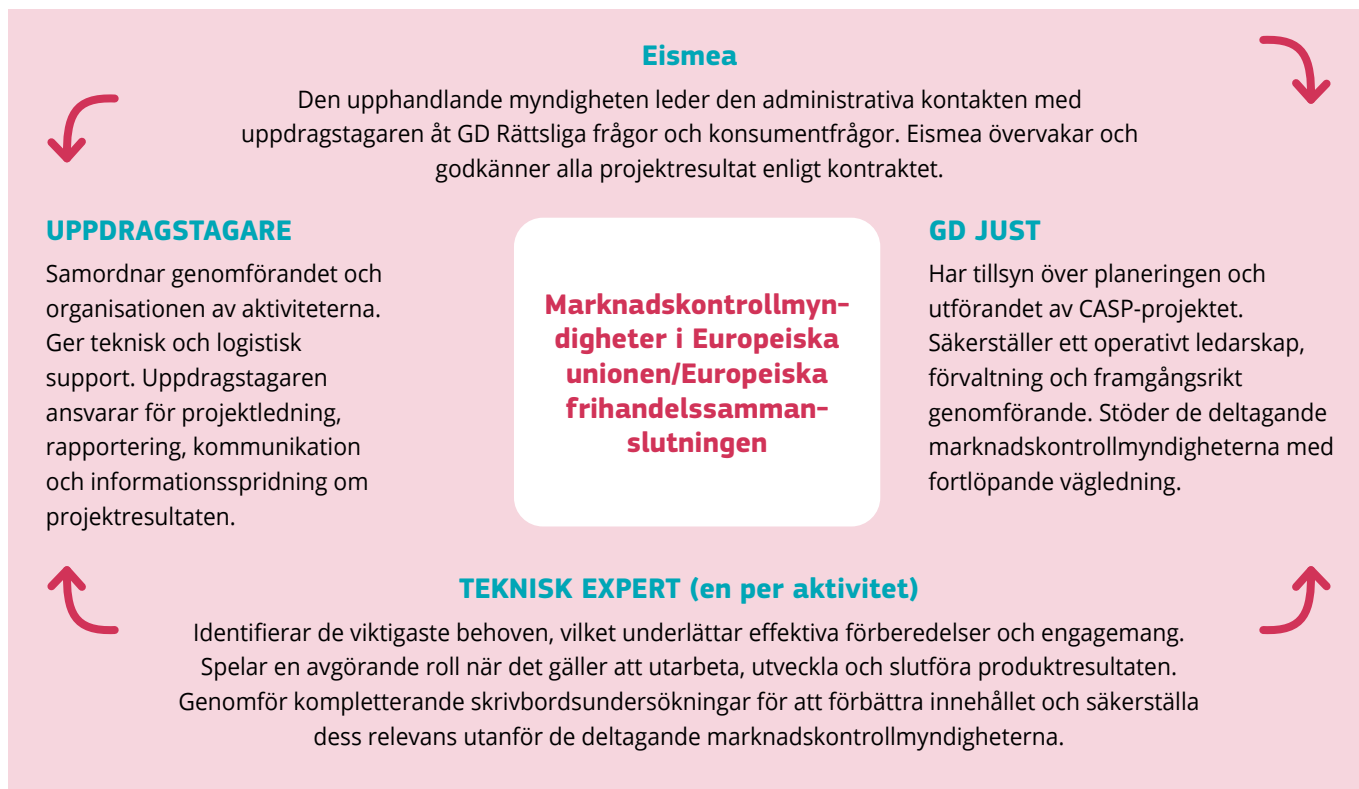 Eismea
Den upphandlande myndigheten leder den administrativa kontakten med
uppdragstagaren åt GD Rättsliga frågor och konsumentfrågor. Eismea övervakar och
godkänner alla projektresultat enligt kontraktet.
UPPDRAGSTAGARE
Samordnar genomförandet och
organisationen av aktiviteterna.
Ger teknisk och logistisk
support. Uppdragstagaren
ansvarar för projektledning,
rapportering, kommunikation
och informationsspridning om
projektresultaten.
Marknadskontrollmyn-
digheter i Europeiska
unionen/Europeiska
frihandelssamman-
slutningen
GD JUST
Har tillsyn över planeringen och
utförandet av CASP-projektet.
Säkerställer ett operativt ledarskap,
förvaltning och framgångsrikt
genomförande. Stöder de deltagande
marknadskontrollmyndigheterna med
fortlöpande vägledning.
TEKNISK EXPERT (en per aktivitet)
Identifierar de viktigaste behoven, vilket underlättar effektiva förberedelser och engagemang.
Spelar en avgörande roll när det gäller att utarbeta, utveckla och slutföra produktresultaten.
Genomför kompletterande skrivbordsundersökningar för att förbättra innehållet och säkerställa
dess relevans utanför de deltagande marknadskontrollmyndigheterna.